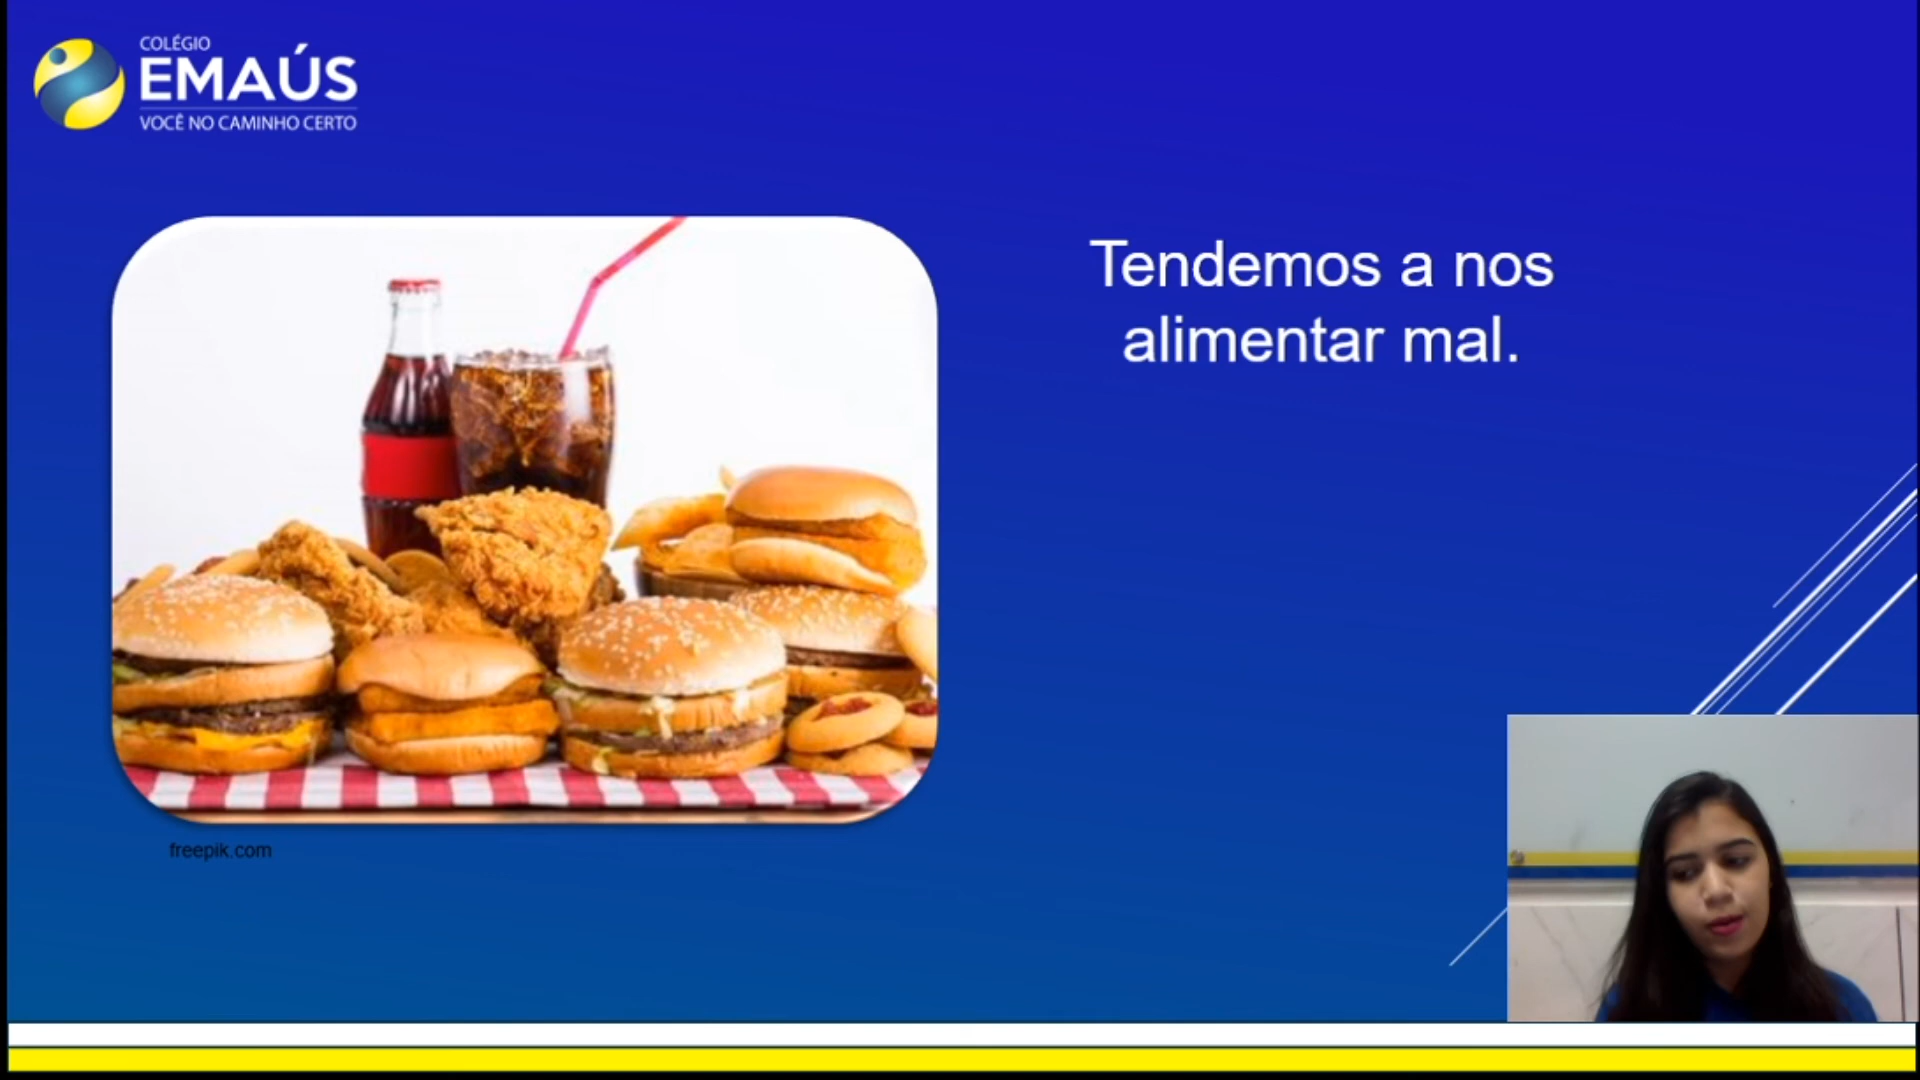 COLÉGIO
EMAÚS
VOCÊ NO CAMINHO CERTO
Tendemos a nos
alimentar mal.
freepik.com